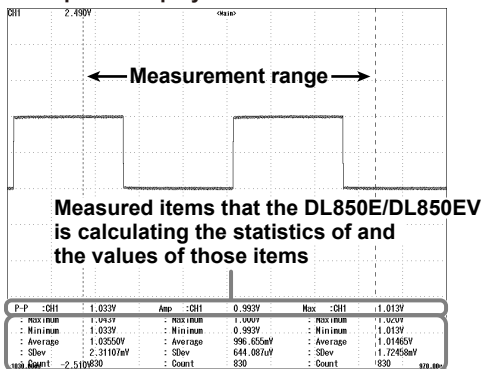 CH1 2.490V <Main>
Measurement range
Measured items that the DL850E/DL850EV
is calculating the statistics of and
the values of those items
P-P :CH1 1.033V Amp :CH1 0.993V Max :CH1 1.013V
: Maximum 1.043V : Maximum 1.000V : Maximum 1.020V
: Minimum 1.033V : Minimum 0.993V : Minimum 1.013V
: Average 1.03550V : Average 996.655mV : Average 1.01465V
: SDev 2.31107mV : SDev 644.087uV : SDev 1.72458mV
: Count 830 : Count 830 : Count 830
-2.510V